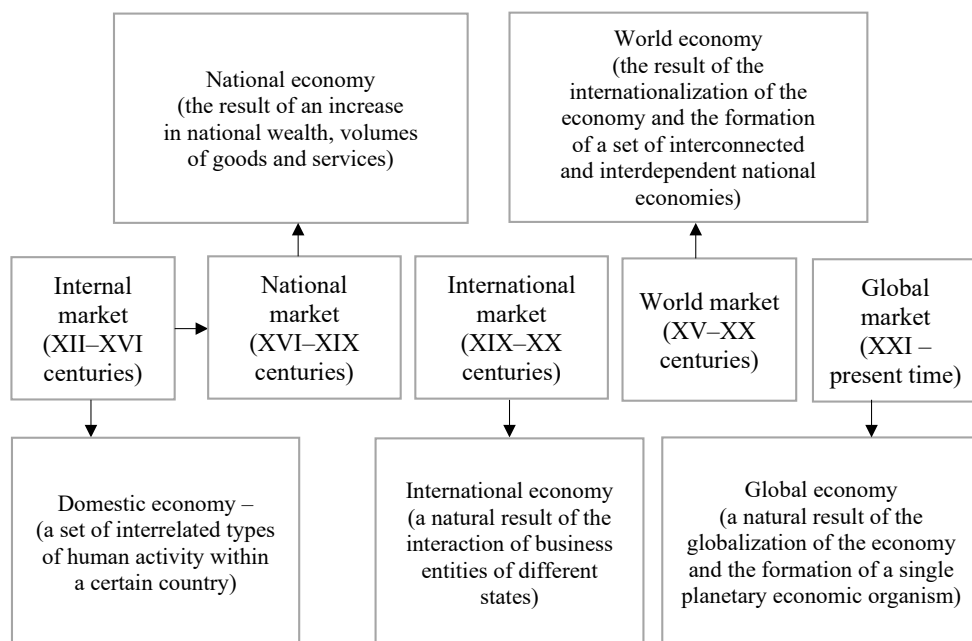 National economy
(the result of an increase
in national wealth, volumes
of goods and services)
World economy
(the result of the
internationalization of the
economy and the formation
of a set of interconnected
and interdependent national
economies)
Internal
market
(XII–XVI
centuries)
National
market
(XVI–XIX
centuries)
International
market
(XIX–XX
centuries)
World market
(XV–XX
centuries)
Global
market
(XXI –
present time)
Domestic economy –
(a set of interrelated types
of human activity within
a certain country)
International economy
(a natural result of the
interaction of business
entities of different
states)
Global economy
(a natural result of the
globalization of the economy
and the formation of a single
planetary economic organism)